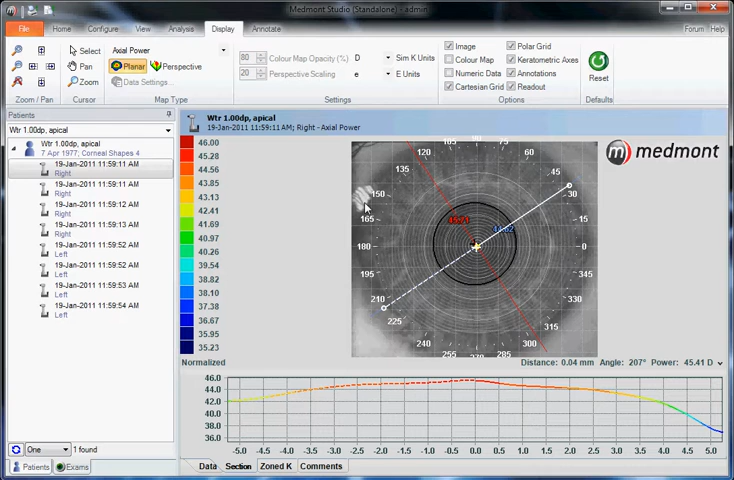 Medmont Studio (Standalone) - admin
File Home Configure View Analysis Display Annotate Forum Help
Select
Pan
Zoom
Zoom / Pan Cursor
Axial Power
Planar Perspective
Data Settings...
Map Type
80 Colour Map Opacity (%) D Sim K Units
20 Perspective Scaling e E Units
Settings
Image Polar Grid
Colour Map Keratometric Axes
Numeric Data Annotations
Cartesian Grid Readout
Options
Reset
Defaults
Patients
Wtr 1.00dp, apical
Wtr 1.00dp, apical
7 Apr 1977; Corneal Shapes 4
19-Jan-2011 11:59:11 AM
Right
19-Jan-2011 11:59:11 AM
Right
19-Jan-2011 11:59:12 AM
Right
19-Jan-2011 11:59:13 AM
Right
19-Jan-2011 11:59:52 AM
Left
19-Jan-2011 11:59:52 AM
Left
19-Jan-2011 11:59:53 AM
Left
19-Jan-2011 11:59:54 AM
Left
One 1 found
Patients Exams
Wtr 1.00dp, apical
19-Jan-2011 11:59:11 AM; Right - Axial Power
46.00
45.28
44.56
43.85
43.13
42.41
41.69
40.97
40.26
39.54
38.82
38.10
37.38
36.67
35.95
35.23
Normalized
medmont
120 60
135 45
150 30
165 15
180 0
195 345
210 330
225 315
240 300
255 270 285
45.71
44.62
Distance: 0.04 mm Angle: 207° Power: 45.41 D
46.0
44.0
42.0
40.0
38.0
36.0
-5.0 -4.5 -4.0 -3.5 -3.0 -2.5 -2.0 -1.5 -1.0 -0.5 0.0 0.5 1.0 1.5 2.0 2.5 3.0 3.5 4.0 4.5 5.0
Data Section Zoned K Comments